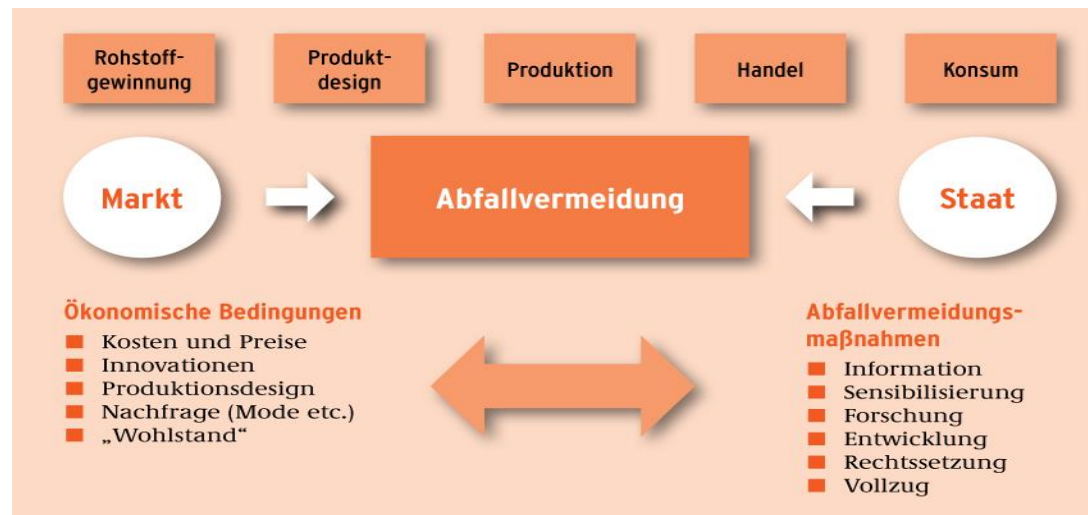 Rohstoff-
gewinnung
Produkt-
design
Produktion
Handel
Konsum
Markt
Abfallvermeidung
Staat
Ökonomische Bedingungen
Kosten und Preise
Innovationen
Produktionsdesign
Nachfrage (Mode etc.)
„Wohlstand“
Abfallvermeidungs-
maßnahmen
Information
Sensibilisierung
Forschung
Entwicklung
Rechtssetzung
Vollzug